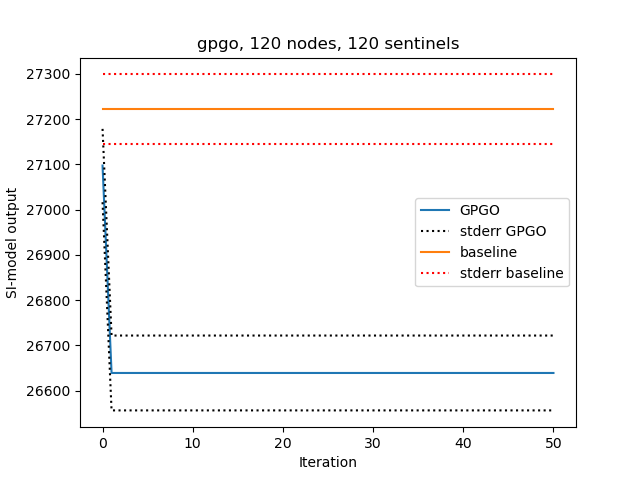 gpgo, 120 nodes, 120 sentinels
27300
27200
27100
27000
26900
26800
26700
26600
SI-model output
GPGO
stderr GPGO
baseline
stderr baseline
0
10
20
30
40
50
Iteration